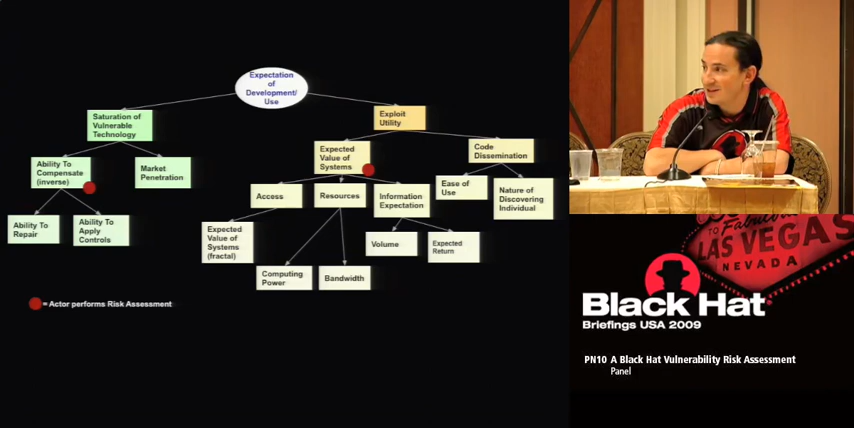 Expectation
of
Development/
Use
Saturation of
Vulnerable
Technology
Exploit
Utility
Ability To
Compensate
(inverse)
Market
Penetration
Expected
Value of
Systems
Code
Dissemination
Ability To
Repair
Ability To
Apply
Controls
Access
Resources
Information
Expectation
Ease of
Use
Nature of
Discovering
Individual
Expected
Value of
Systems
(fractal)
Volume
Expected
Return
Computing
Power
Bandwidth
= Actor performs Risk Assessment
TO Fabulous
LAS VEGAS
NEVADA
Black Hat
Briefings USA 2009
PN10 A Black Hat Vulnerability Risk Assessment
Panel